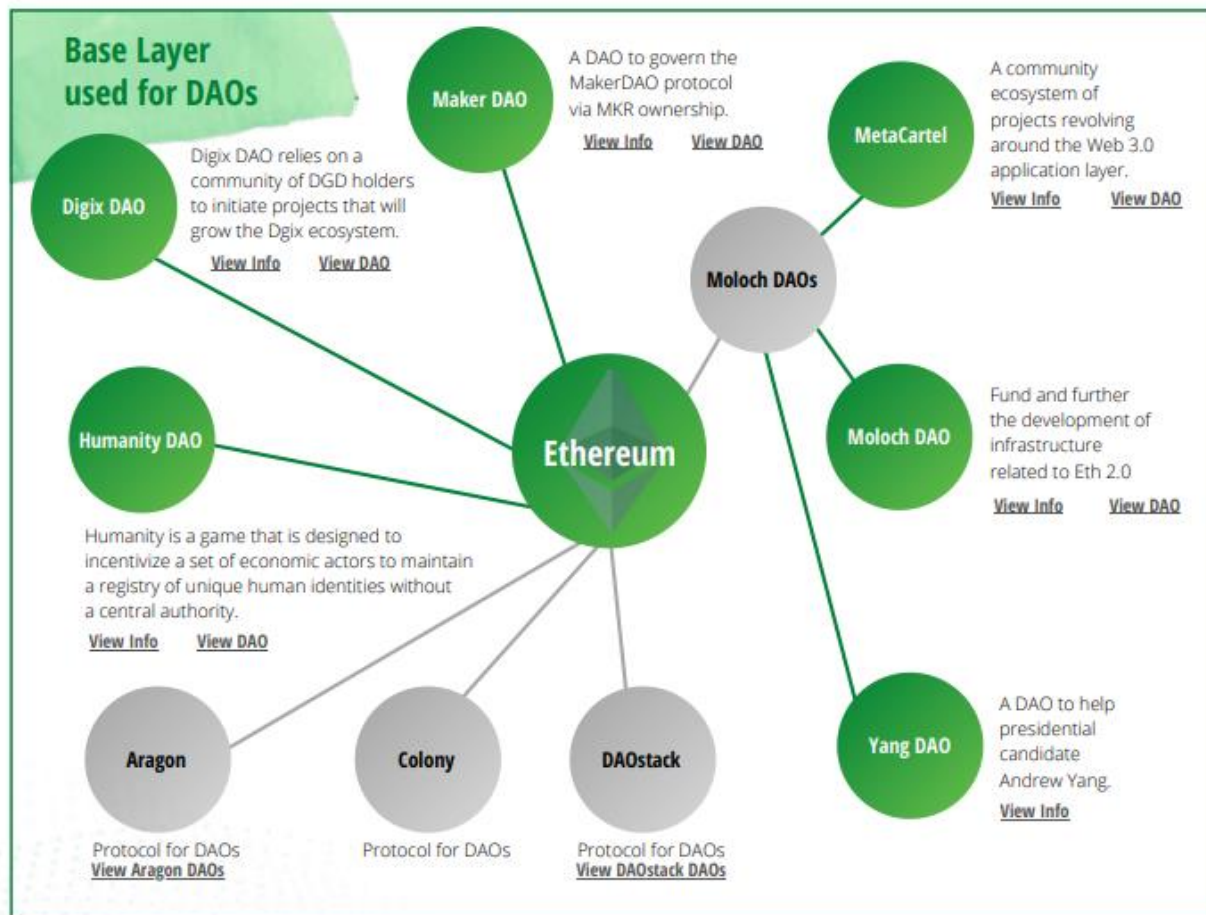 Base Layer
used for DAOs
Maker DAO
A DAO to govern the
MakerDAO protocol
via MKR ownership.
View Info View DAO
MetaCartel
A community
ecosystem of
projects revolving
around the Web 3.0
application layer.
View Info View DAO
Digix DAO
Digix DAO relies on a
community of DGD holders
to initiate projects that will
grow the Dgix ecosystem.
View Info View DAO
Moloch DAOs
Ethereum
Humanity DAO
Humanity is a game that is designed to
incentivize a set of economic actors to maintain
a registry of unique human identities without
a central authority.
View Info View DAO
Moloch DAO
Fund and further
the development of
infrastructure
related to Eth 2.0
View Info View DAO
Yang DAO
A DAO to help
presidential
candidate
Andrew Yang.
View Info
Aragon
Protocol for DAOs
View Aragon DAOs
Colony
Protocol for DAOs
DAOstack
Protocol for DAOs
View DAOstack DAOs